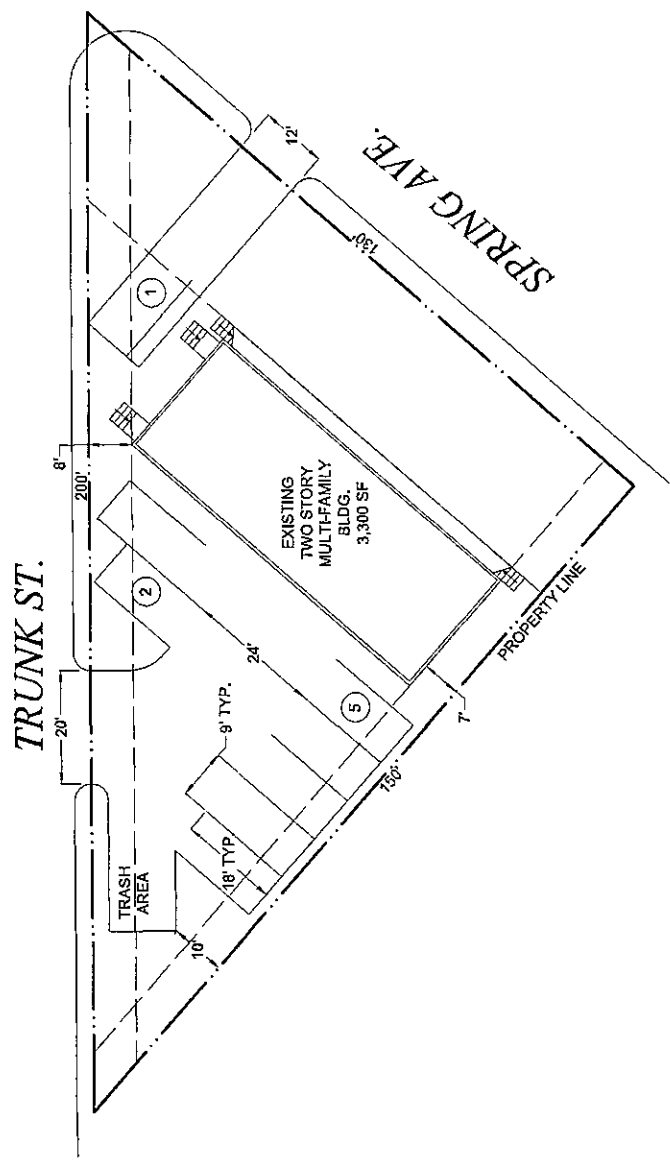 TRUNK ST.
SPRING AVE.
200'
8'
20'
12'
130'
1
2
5
EXISTING
TWO STORY
MULTI-FAMILY
BLDG.
3,300 SF
24'
9' TYP.
18' TYP
TRASH
AREA
10'
150'
7'
PROPERTY LINE